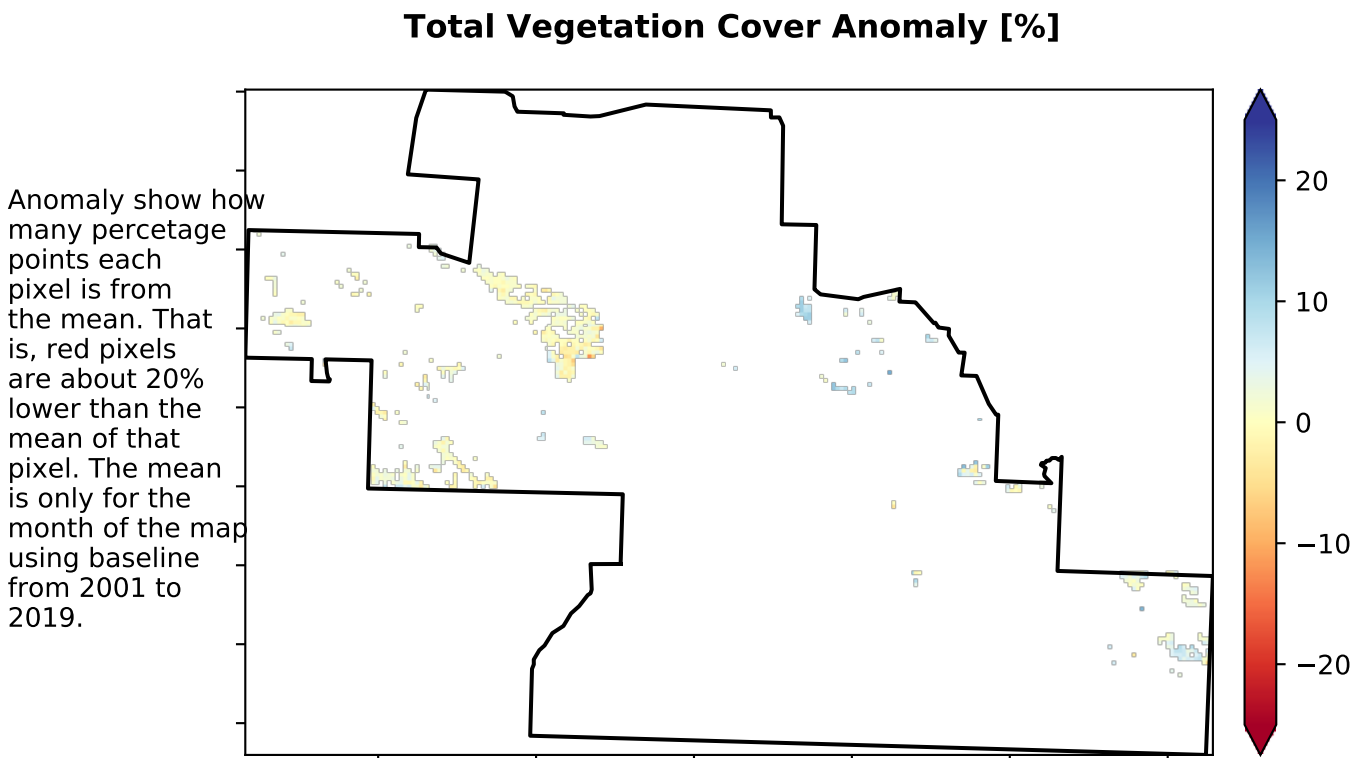 Total Vegetation Cover Anomaly [%]
Anomaly show how
many percetage
points each
pixel is from
the mean. That
is, red pixels
are about 20%
lower than the
mean of that
pixel. The mean
is only for the
month of the map
using baseline
from 2001 to
2019.
20
10
0
−10
−20